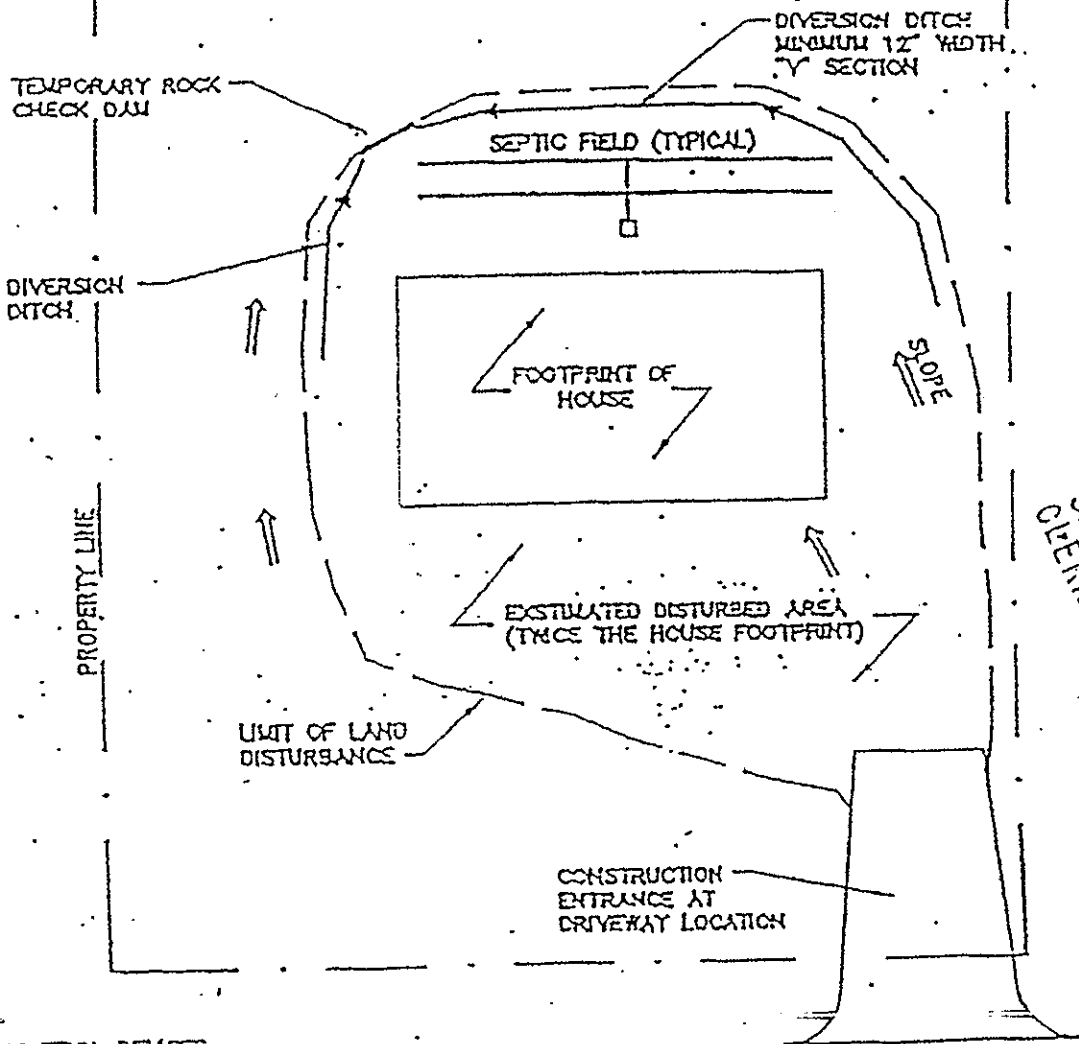 DIVERSION DITCH
MINIMUM 12" WIDTH
"V" SECTION
TEMPORARY ROCK
CHECK DAM
SEPTIC FIELD (TYPICAL)
DIVERSION
DITCH
SLOPE
FOOTPRINT OF
HOUSE
PROPERTY LINE
EXSTIMATED DISTURBED AREA
(TWICE THE HOUSE FOOTPRINT)
LIMIT OF LAND
DISTURBANCE
CONSTRUCTION
ENTRANCE AT
DRIVEWAY LOCATION